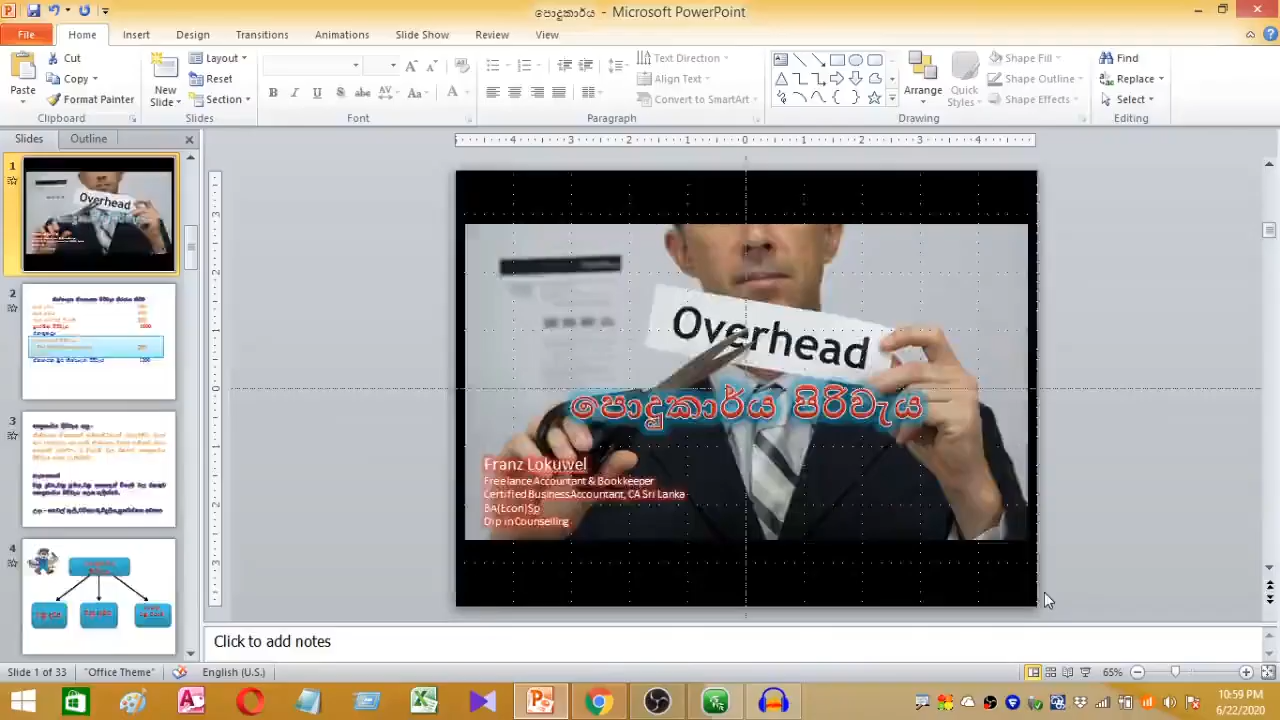 පොදුකාර්ය - Microsoft PowerPoint
File Home Insert Design Transitions Animations Slide Show Review View
Paste
Cut
Copy
Format Painter
Clipboard
New Slide
Layout
Reset
Section
Slides
Font
Text Direction
Align Text
Convert to SmartArt
Paragraph
Arrange
Quick Styles
Shape Fill
Shape Outline
Shape Effects
Drawing
Find
Replace
Select
Editing
Slides Outline
1
Overhead
2
3
4
Overhead
පොදුකාර්ය පිරිවැය
Franz Lokuwel
Freelance Accountant & Bookkeeper
Certified Business Accountant, CA Sri Lanka
BA(Econ)Sp
Dip in Counselling
Click to add notes
Slide 1 of 33 "Office Theme" English (U.S.) 65%
10:59 PM
6/22/2020